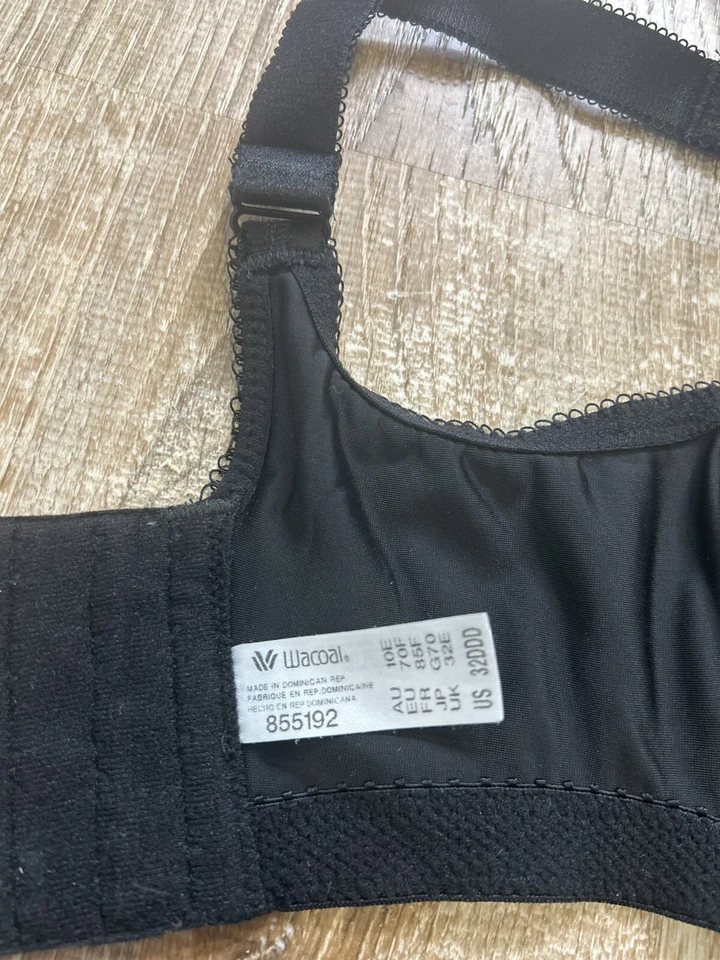 Wacoal®
MADE IN DOMINICAN REP.
FABRIQUE EN REP.DOMINICAINE
HECHO EN REP DOMINICANA
855192
AU 10E
EU 70F
FR 85F
JP G70
UK 32E
US 32DDD